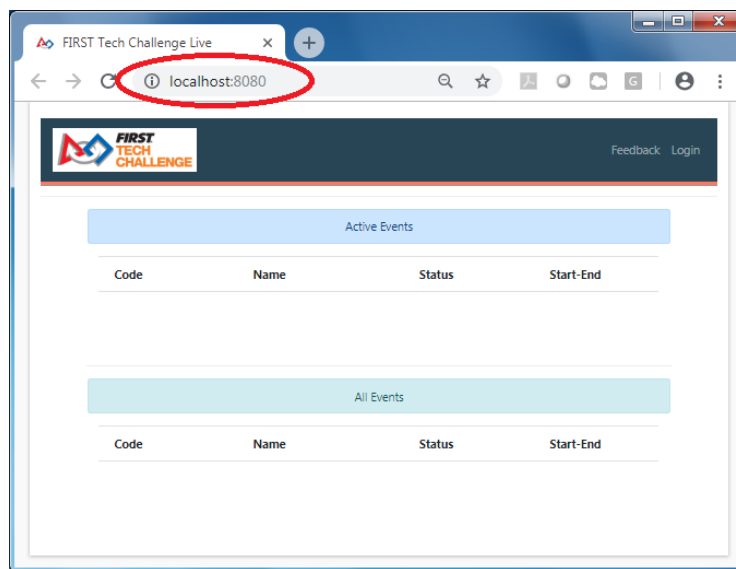 FIRST Tech Challenge Live
localhost:8080
G
FIRST
TECH
CHALLENGE
Feedback Login
Active Events
Code Name Status Start-End
All Events
Code Name Status Start-End